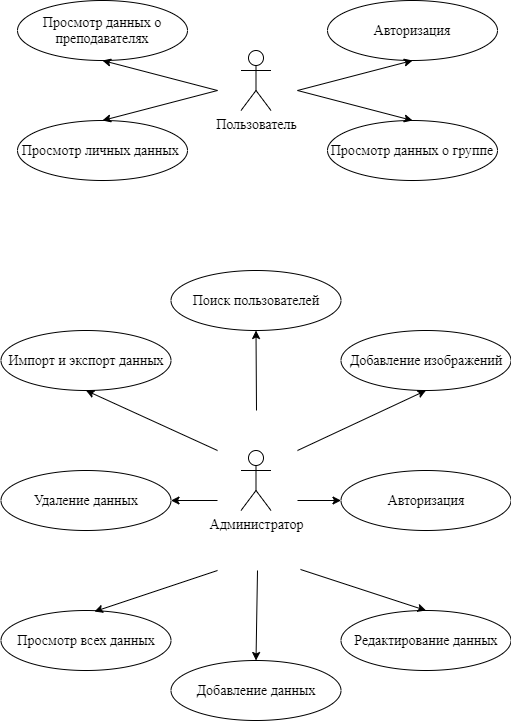 Просмотр данных о
преподавателях
Авторизация
Пользователь
Просмотр личных данных
Просмотр данных о группе
Поиск пользователей
Импорт и экспорт данных
Добавление изображений
Удаление данных
Авторизация
Администратор
Просмотр всех данных
Редактирование данных
Добавление данных